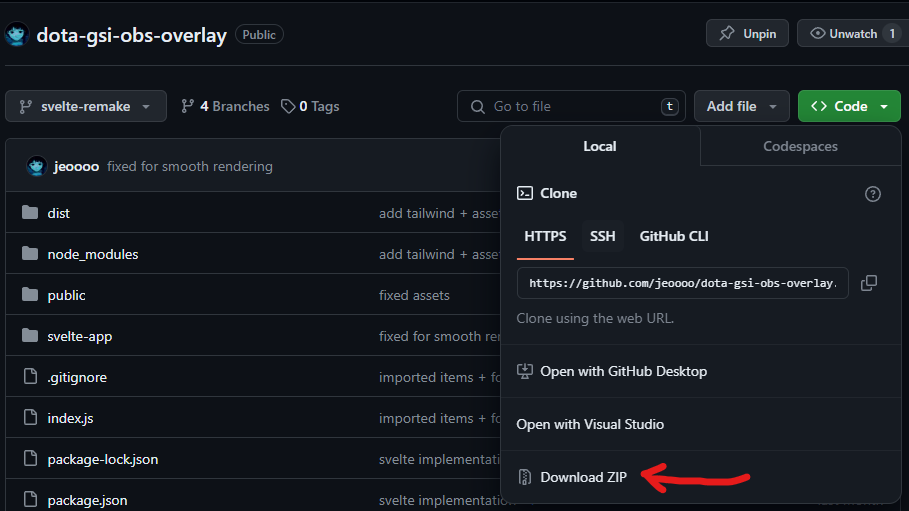 dota-gsi-obs-overlay Public Unpin Unwatch 1
svelte-remake 4 Branches 0 Tags Go to file t Add file Code
Local Codespaces
jeoooo fixed for smooth rendering
Clone
dist add tailwind + asse
HTTPS SSH GitHub CLI
node_modules add tailwind + asse
https://github.com/jeoooo/dota-gsi-obs-overlay.
public fixed assets
Clone using the web URL.
svelte-app fixed for smooth rer
Open with GitHub Desktop
.gitignore imported items + fo
index.js imported items + fo
Open with Visual Studio
package-lock.json svelte implementatio
Download ZIP
package.json svelte implementatio